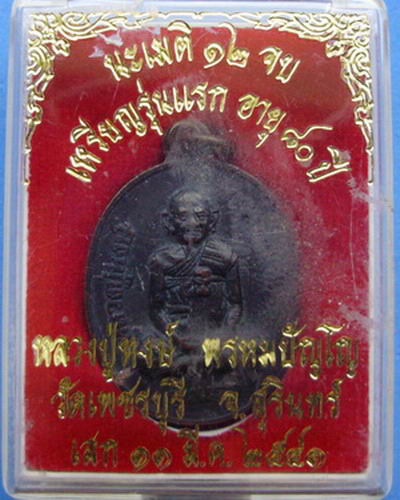 นะเมติ ๑๒ จบ
เหรียญรุ่นแรก อายุ ๘๐ ปี
หลวงปู่หงษ์ พรหมปัญโญ
วัดเพชรบุรี จ.สุรินทร์
เสก ๑๑ มี.ค. ๒๕๔๑